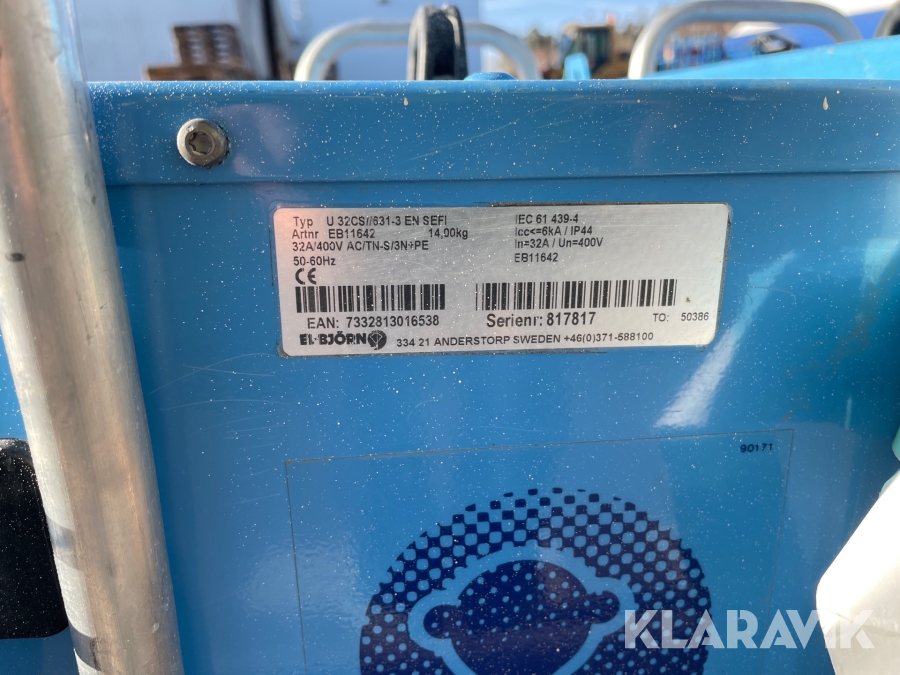 Typ U 32CS//631-3 EN SEFI
Artnr EB11642 14,90kg
32A/400V AC/TN-S/3N+PE
50-60Hz
CE
IEC 61 439-4
Icc<=6kA / IP44
In=32A / Un=400V
EB11642
EAN: 7332813016538
Serienr: 817817
TO: 50386
EL-BJÖRN
334 21 ANDERSTORP SWEDEN +46(0)371-588100
90171
KLARAVIK